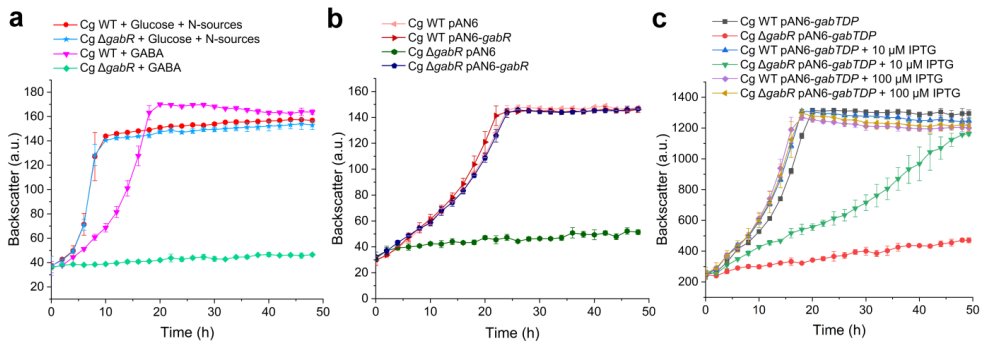 a
Cg WT + Glucose + N-sources
Cg ΔgabR + Glucose + N-sources
Cg WT + GABA
Cg ΔgabR + GABA
Backscatter (a.u.)
200
180
160
140
120
100
80
60
40
20
0 10 20 30 40 50
Time (h)
b
Cg WT pAN6
Cg WT pAN6-gabR
Cg ΔgabR pAN6
Cg ΔgabR pAN6-gabR
Backscatter (a.u.)
180
160
140
120
100
80
60
40
20
0
0 10 20 30 40 50
Time (h)
c
Cg WT pAN6-gabTDP
Cg ΔgabR pAN6-gabTDP
Cg WT pAN6-gabTDP + 10 µM IPTG
Cg ΔgabR pAN6-gabTDP + 10 µM IPTG
Cg WT pAN6-gabTDP + 100 µM IPTG
Cg ΔgabR pAN6-gabTDP + 100 µM IPTG
Backscatter (a.u.)
1400
1200
1000
800
600
400
200
0 10 20 30 40 50
Time (h)